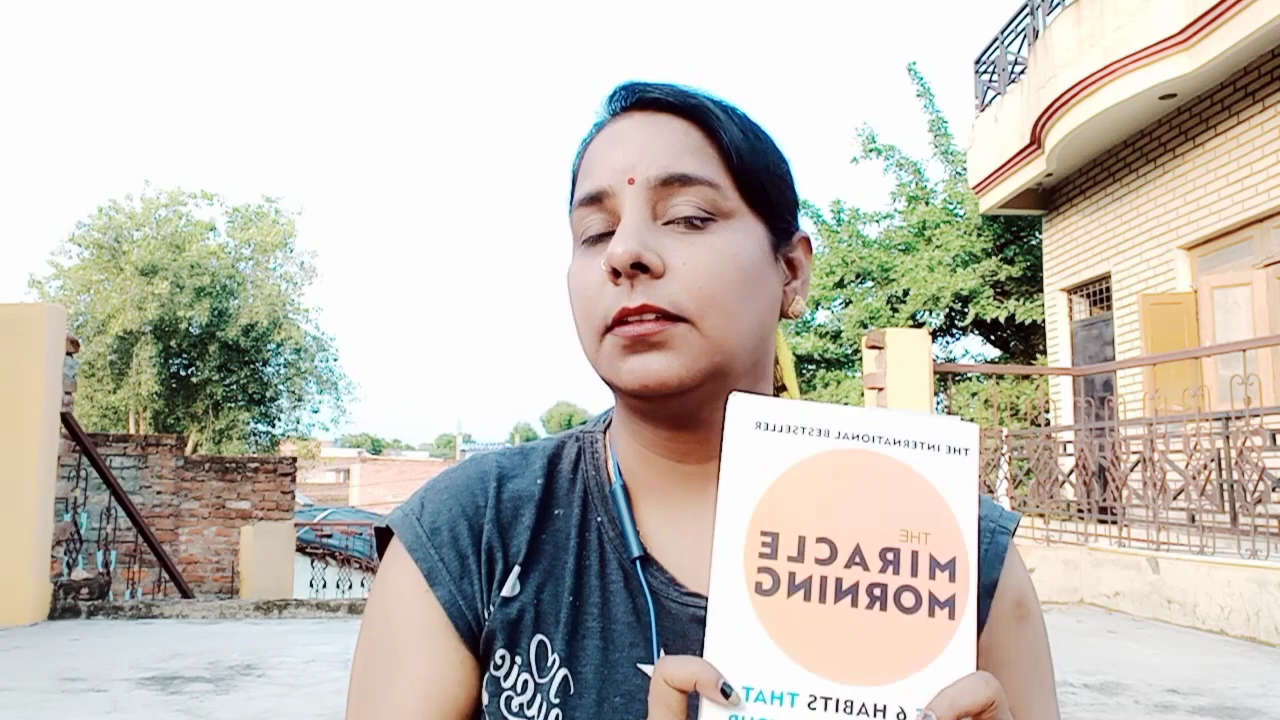 THE INTERNATIONAL BESTSELLER
THE
MIRACLE
MORNING
6 HABITS THAT